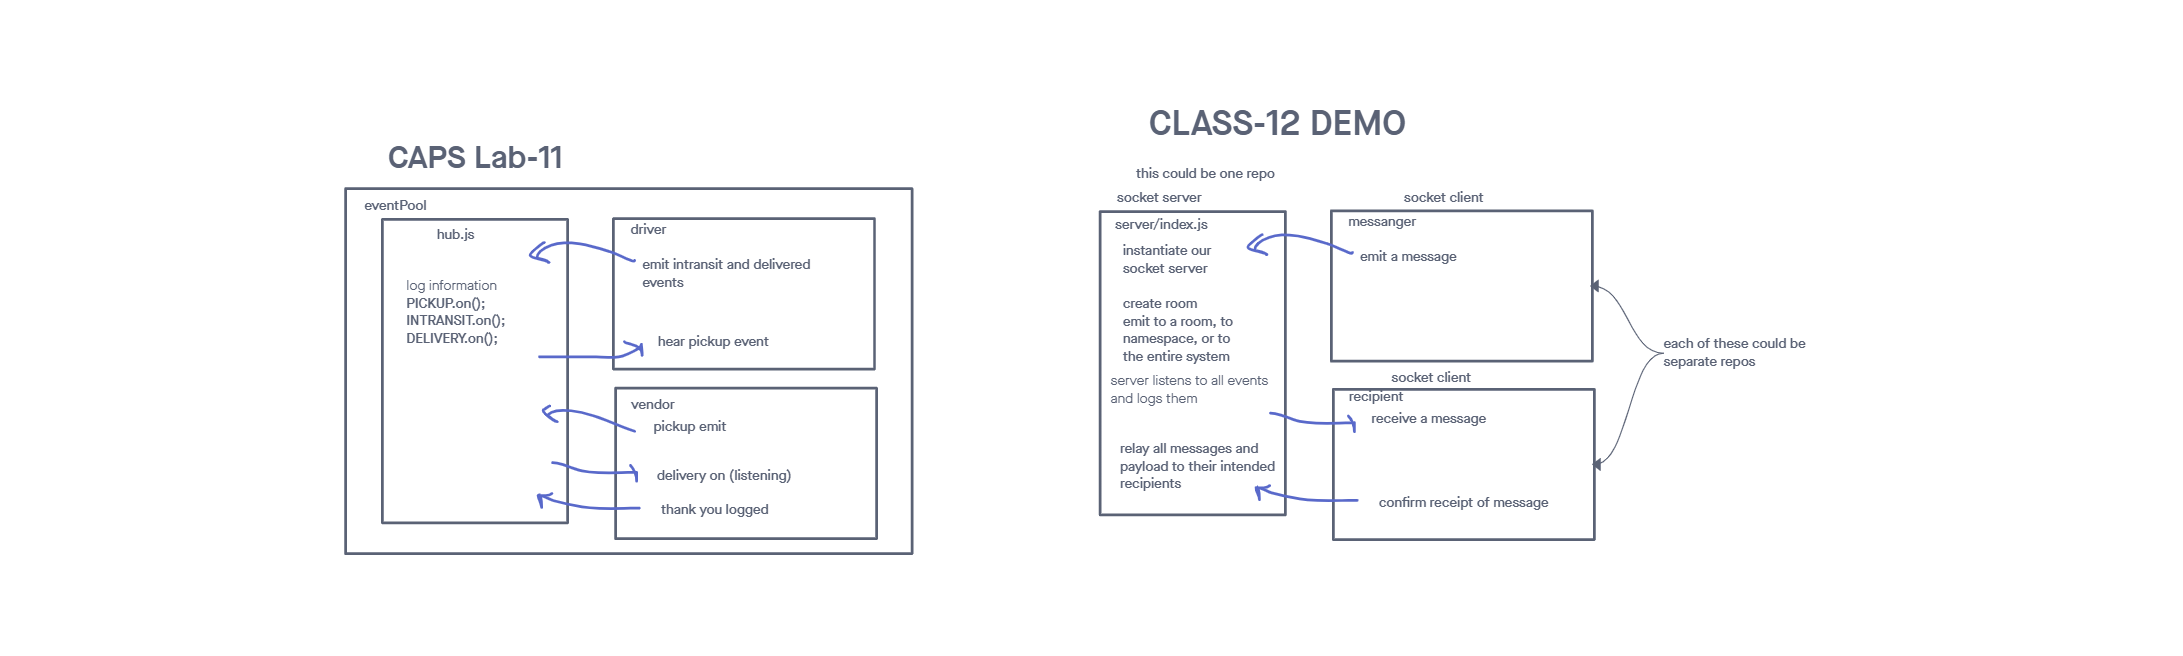 CAPS Lab-11
eventPool
hub.js
log information
PICKUP.on();
INTRANSIT.on();
DELIVERY.on();
driver
emit intransit and delivered
events
hear pickup event
vendor
pickup emit
delivery on (listening)
thank you logged
CLASS-12 DEMO
this could be one repo
socket server
server/index.js
instantiate our
socket server
create room
emit to a room, to
namespace, or to
the entire system
server listens to all events
and logs them
relay all messages and
payload to their intended
recipients
socket client
messanger
emit a message
socket client
recipient
receive a message
confirm receipt of message
each of these could be
separate repos